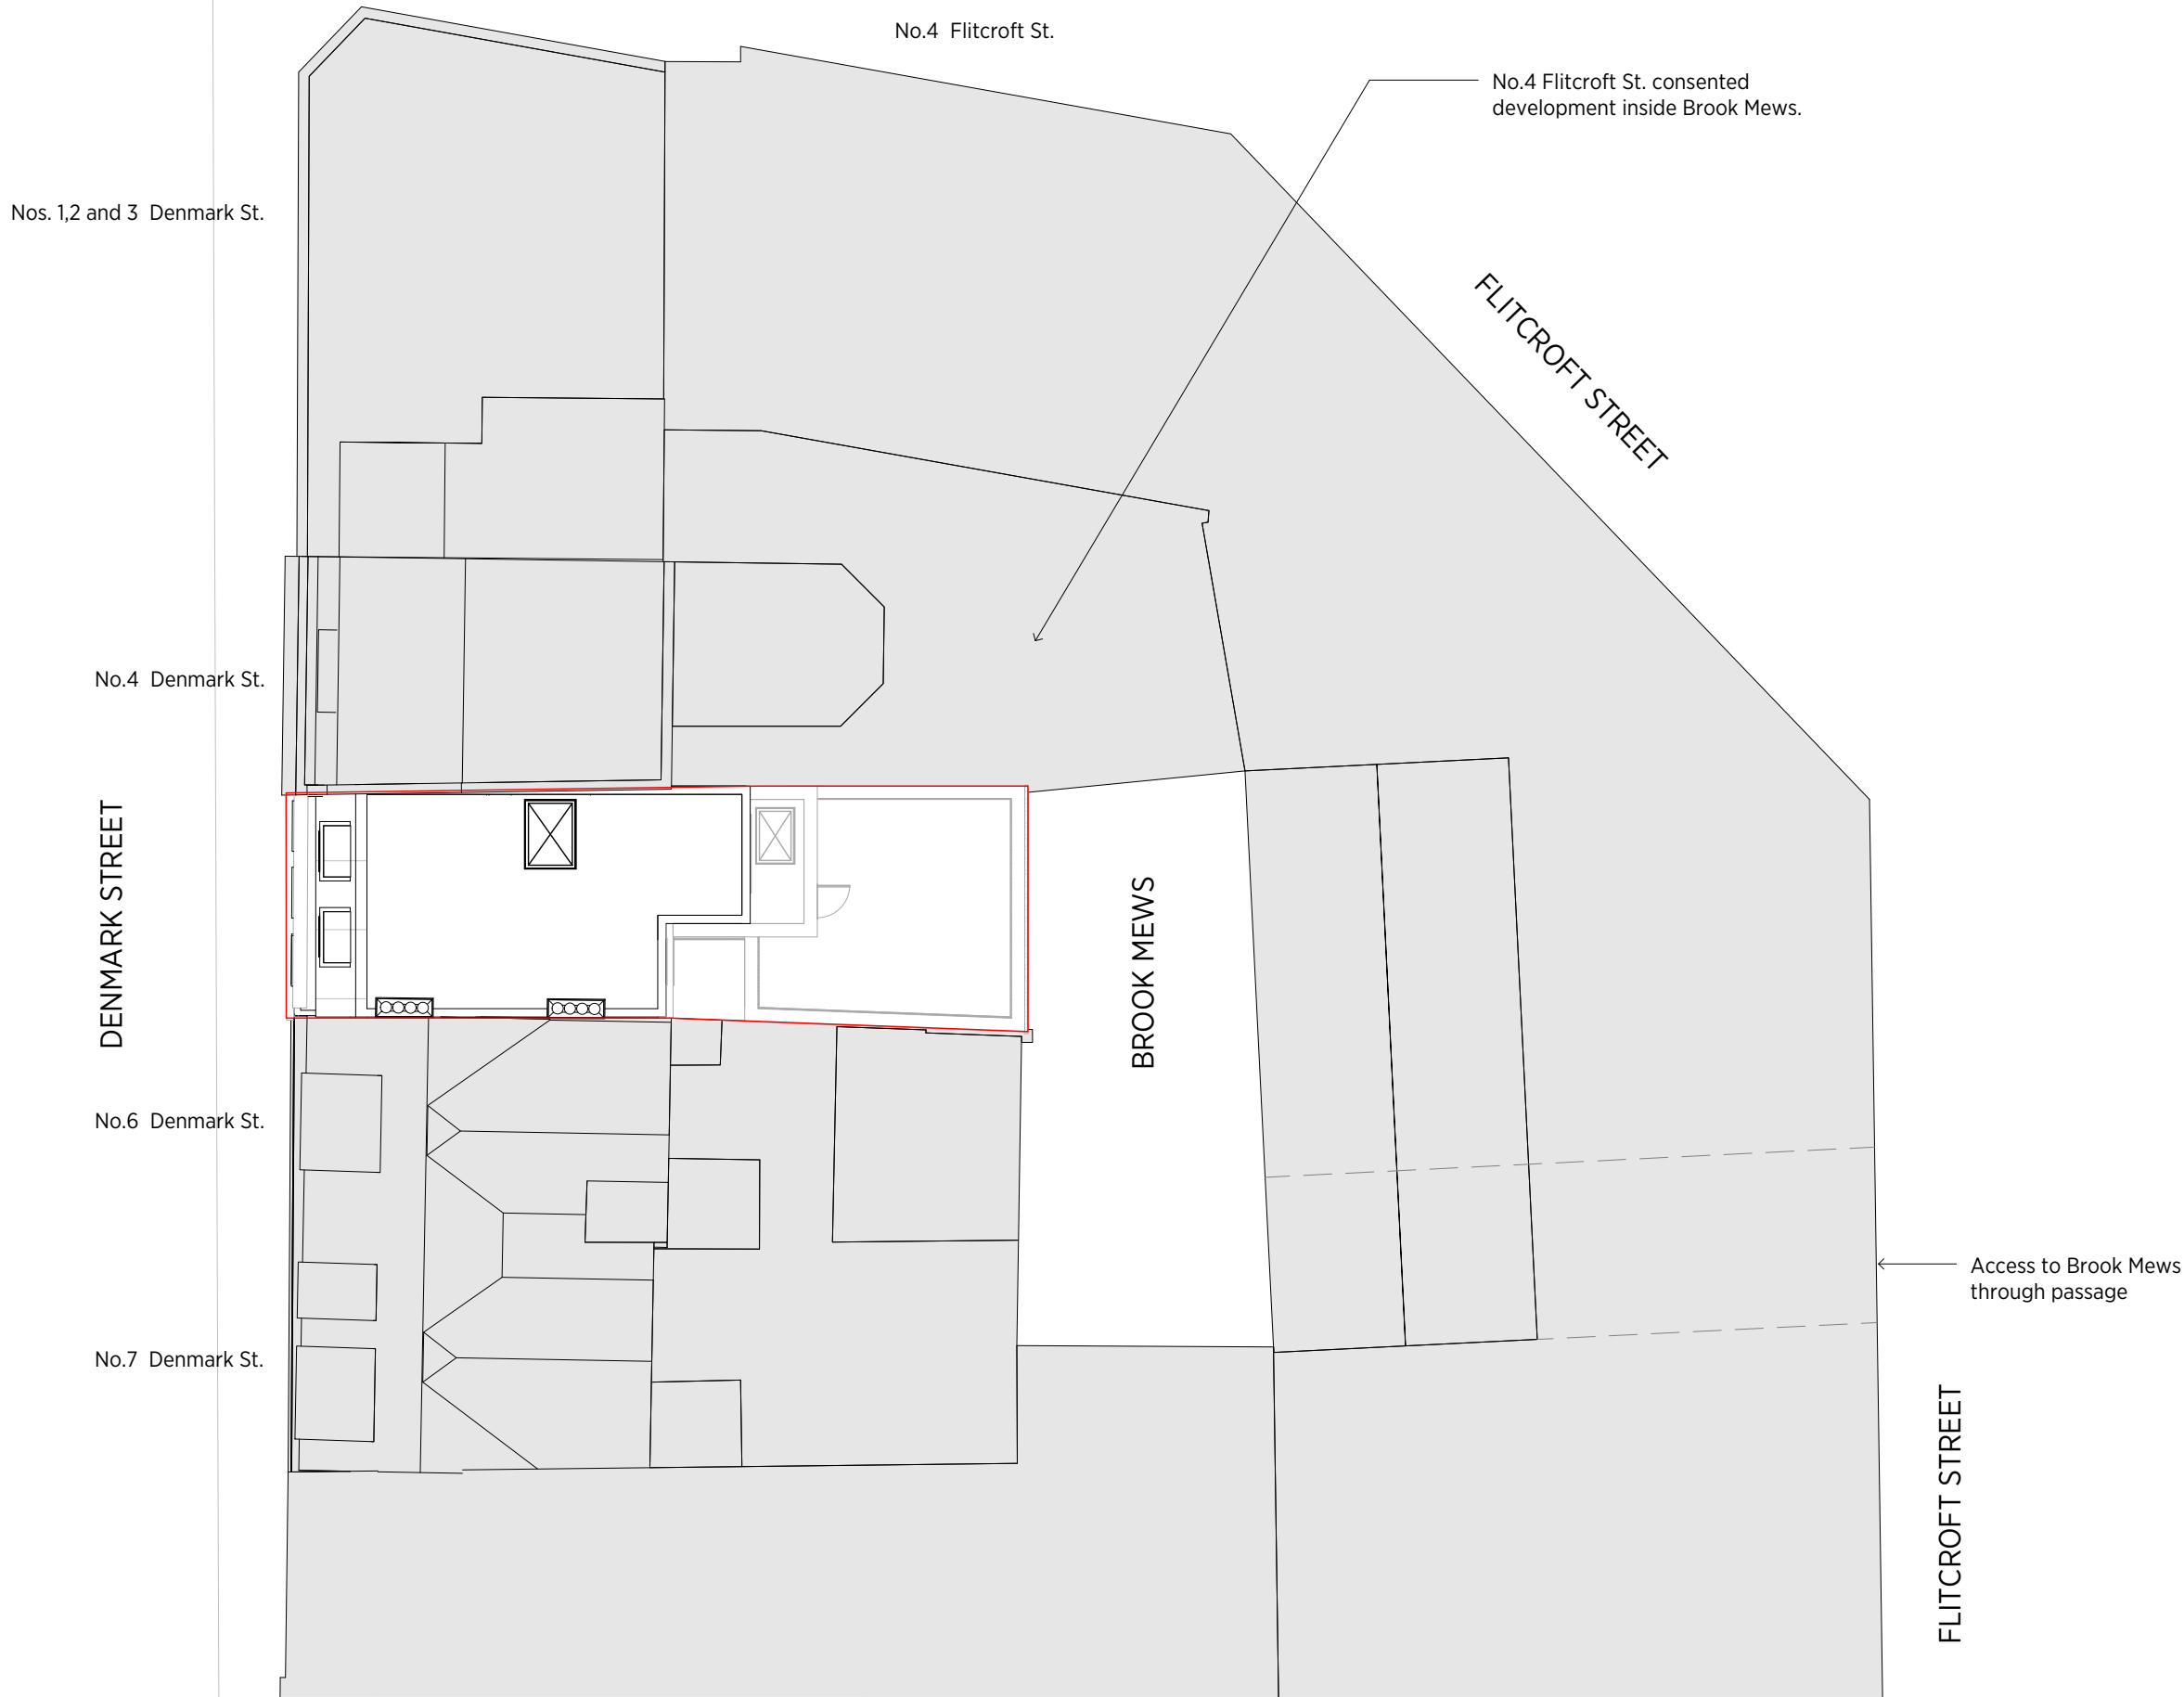 No.4 Flitcroft St.
No.4 Flitcroft St. consented
development inside Brook Mews.
Nos. 1,2 and 3 Denmark St.
FLITCROFT STREET
No.4 Denmark St.
DENMARK STREET
BROOK MEWS
No.6 Denmark St.
Access to Brook Mews
through passage
No.7 Denmark St.
FLITCROFT STREET